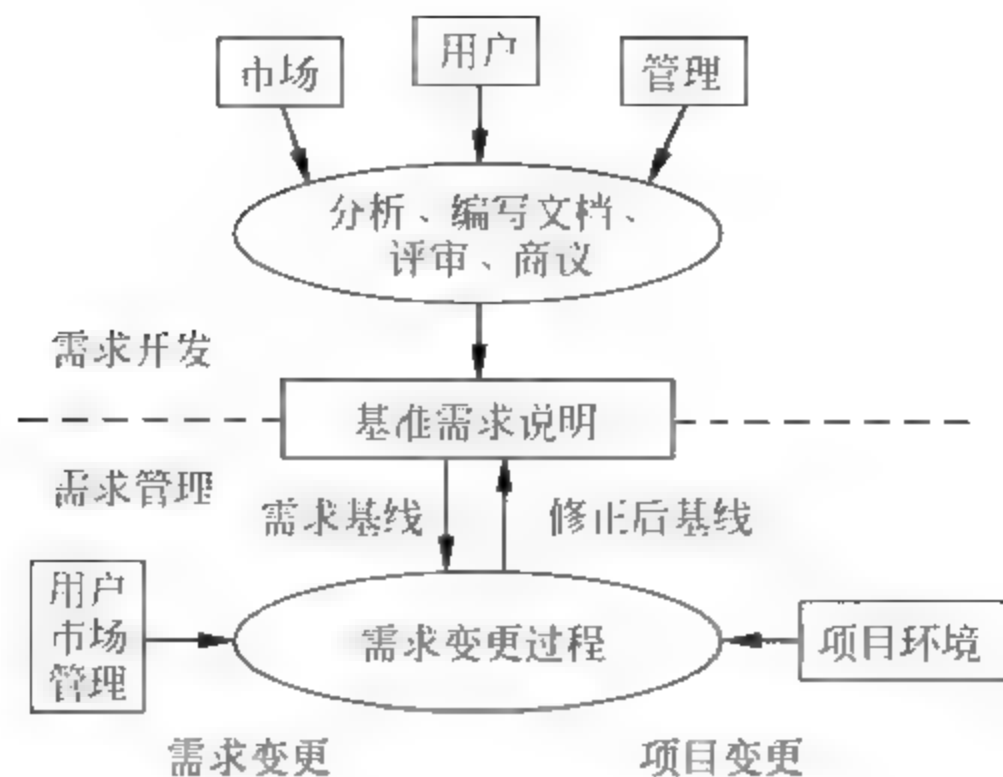 市场
用户
管理
分析、编写文档、
评审、商议
需求开发
基准需求说明
需求管理
需求基线
修正后基线
用户
市场
管理
需求变更过程
项目环境
需求变更
项目变更